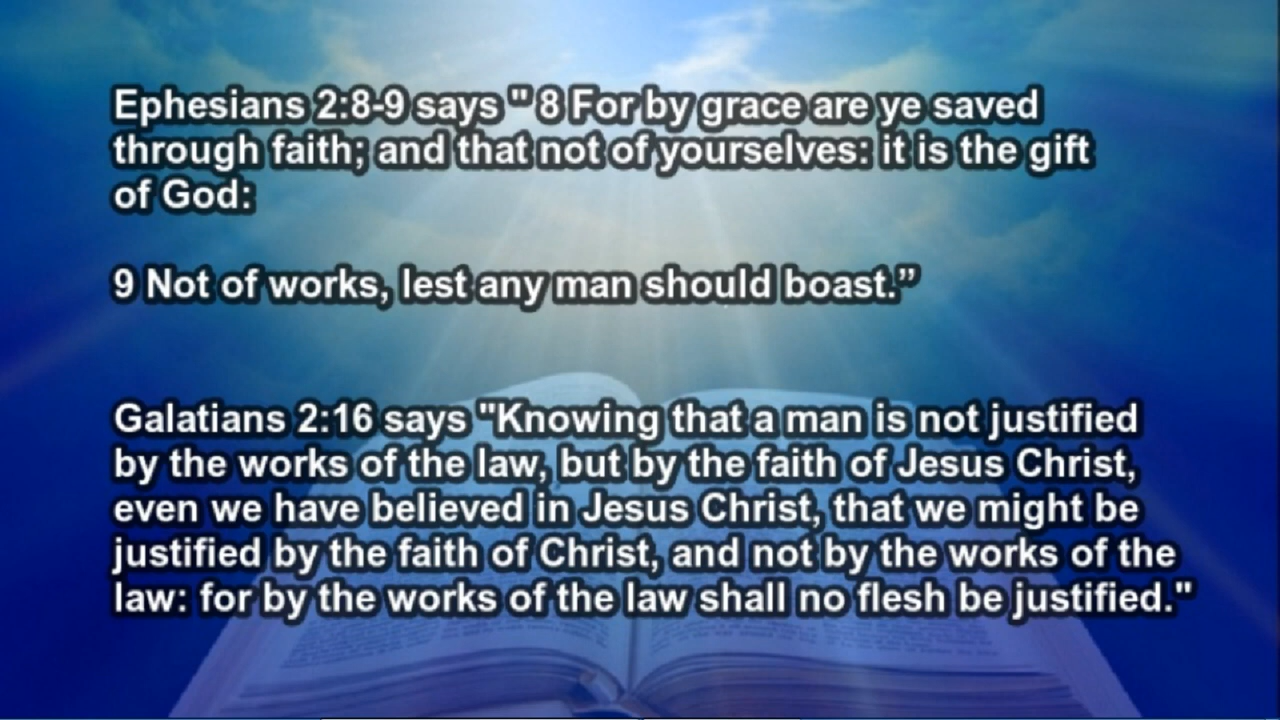 Ephesians 2:8-9 says " 8 For by grace are ye saved
through faith; and that not of yourselves: it is the gift
of God:
9 Not of works, lest any man should boast.”
Galatians 2:16 says "Knowing that a man is not justified
by the works of the law, but by the faith of Jesus Christ,
even we have believed in Jesus Christ, that we might be
justified by the faith of Christ, and not by the works of the
law: for by the works of the law shall no flesh be justified."